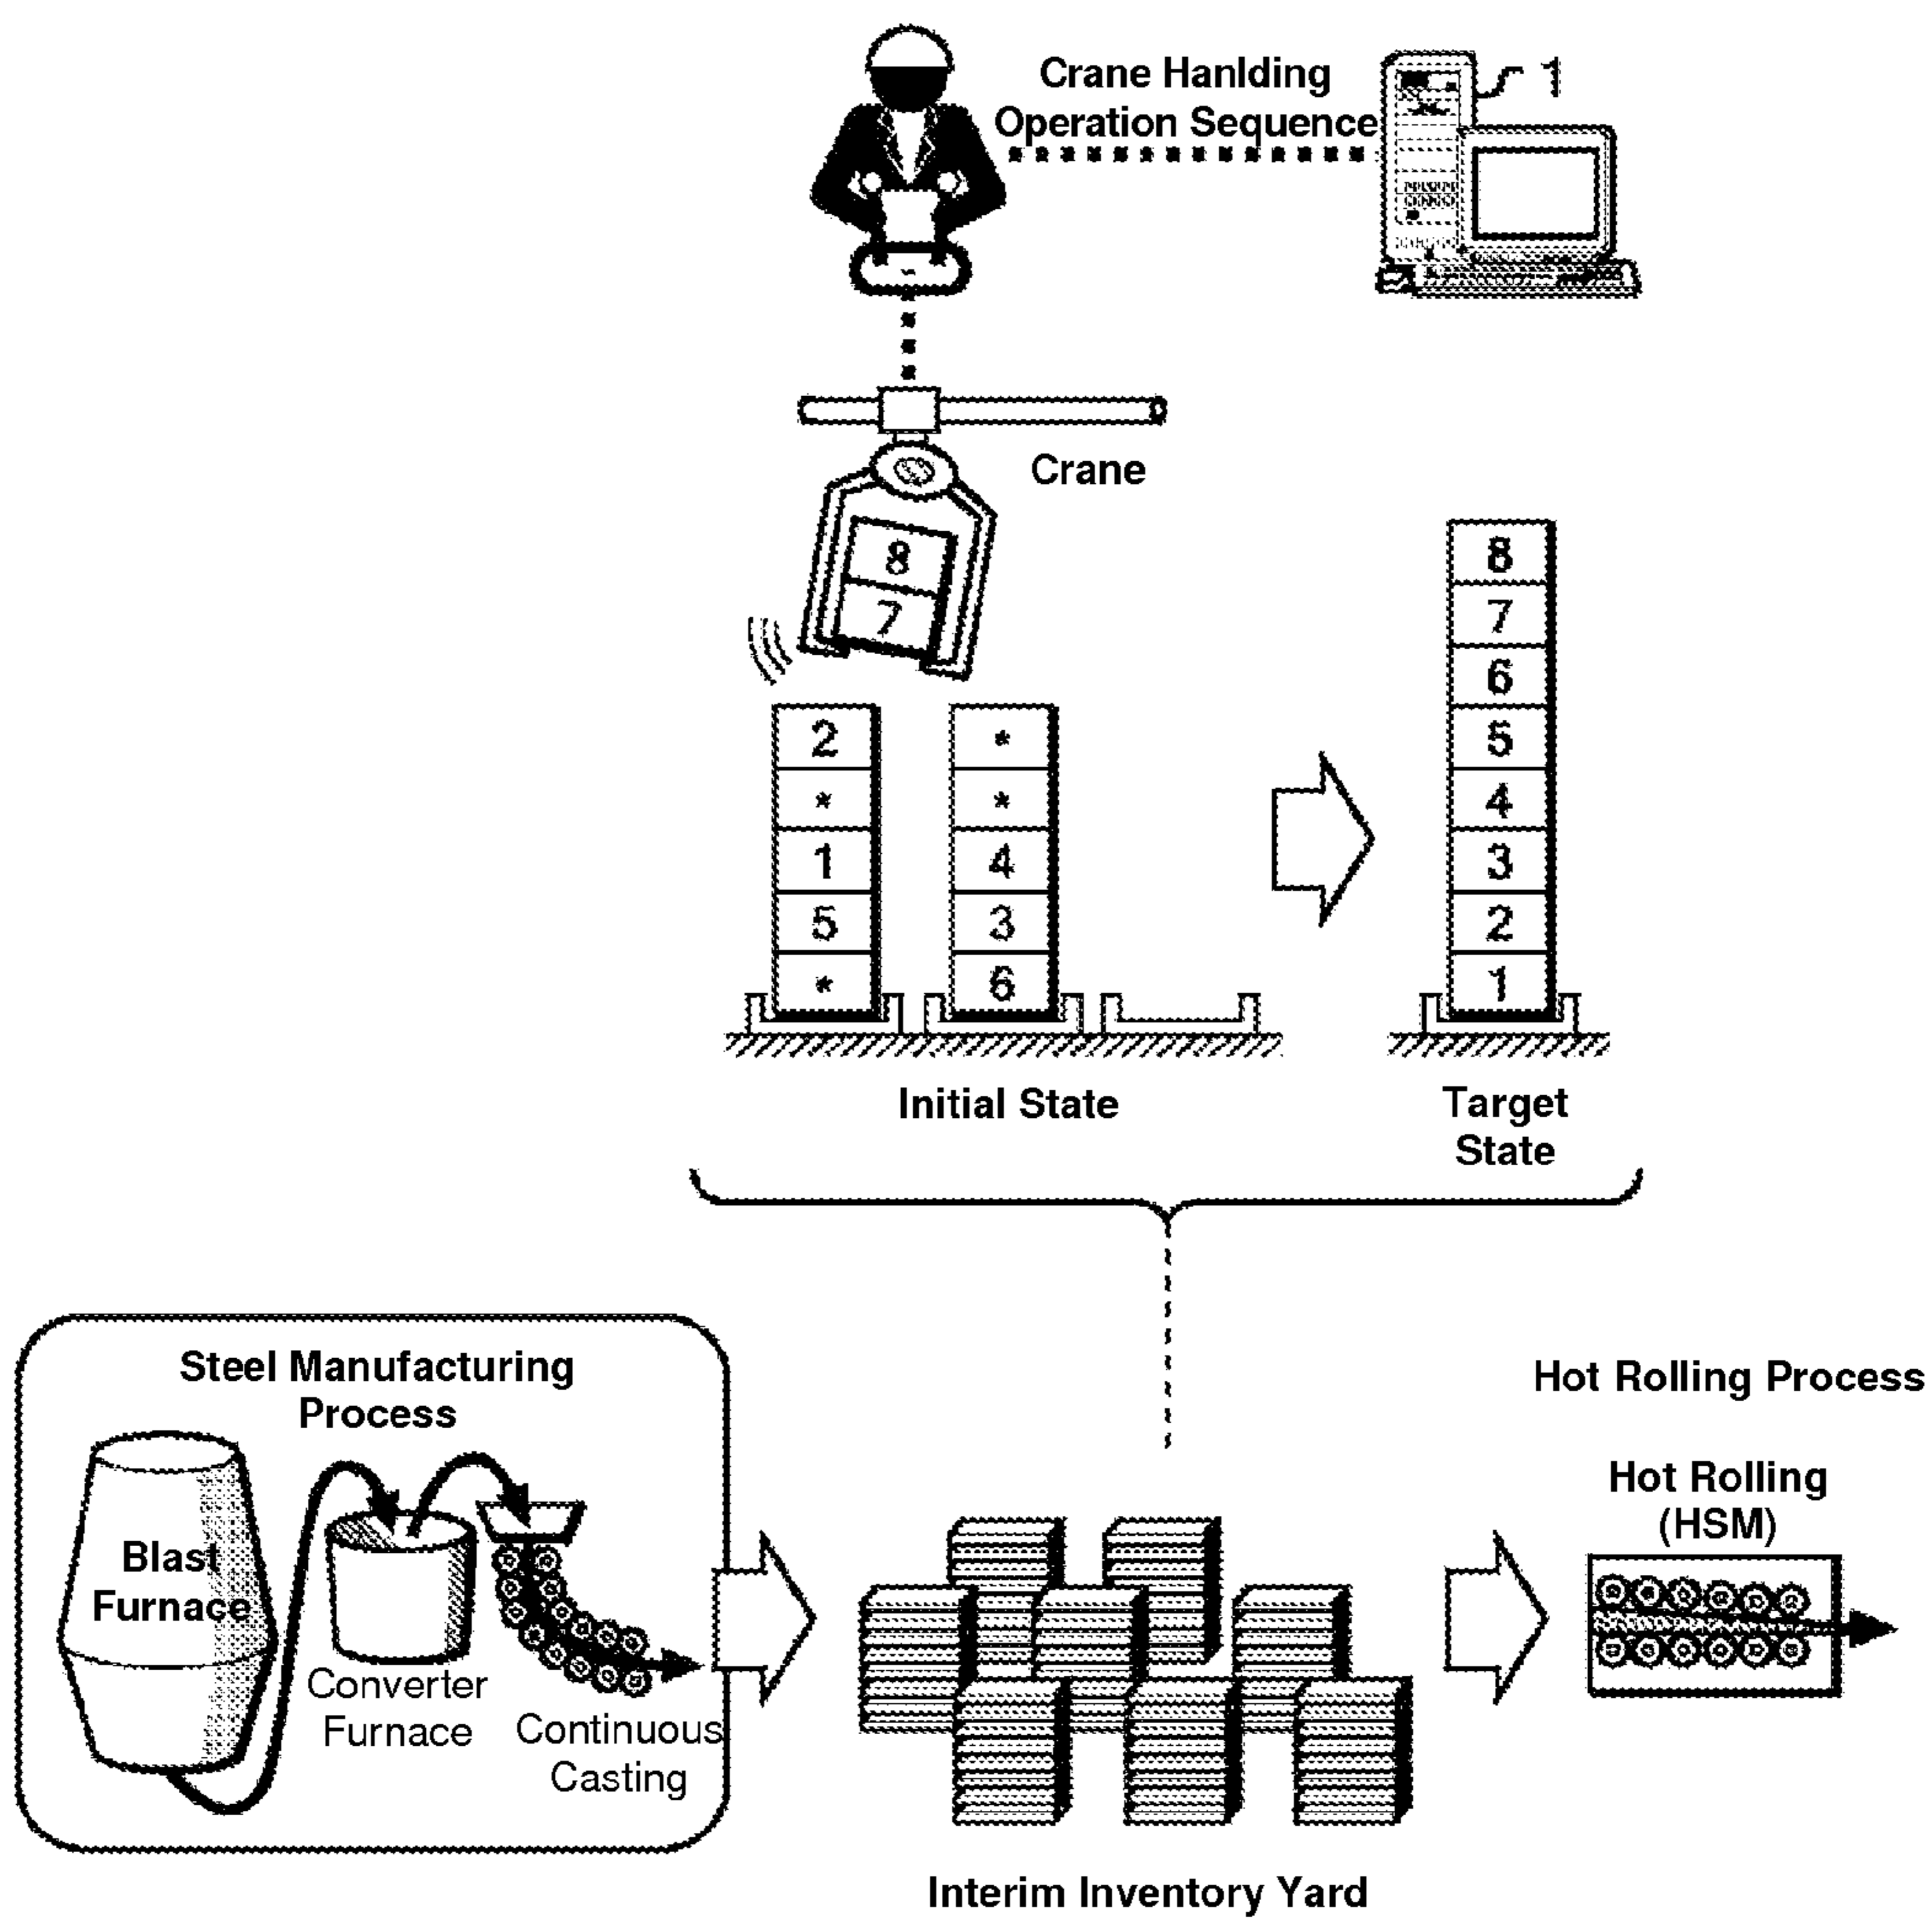 Crane Hanlding
Operation Sequence
1
Crane
8
7
2
*
1
5
*
*
*
4
3
6
8
7
6
5
4
3
2
1
Initial State
Target
State
Steel Manufacturing
Process
Blast
Furnace
Converter
Furnace
Continuous
Casting
Interim Inventory Yard
Hot Rolling Process
Hot Rolling
(HSM)